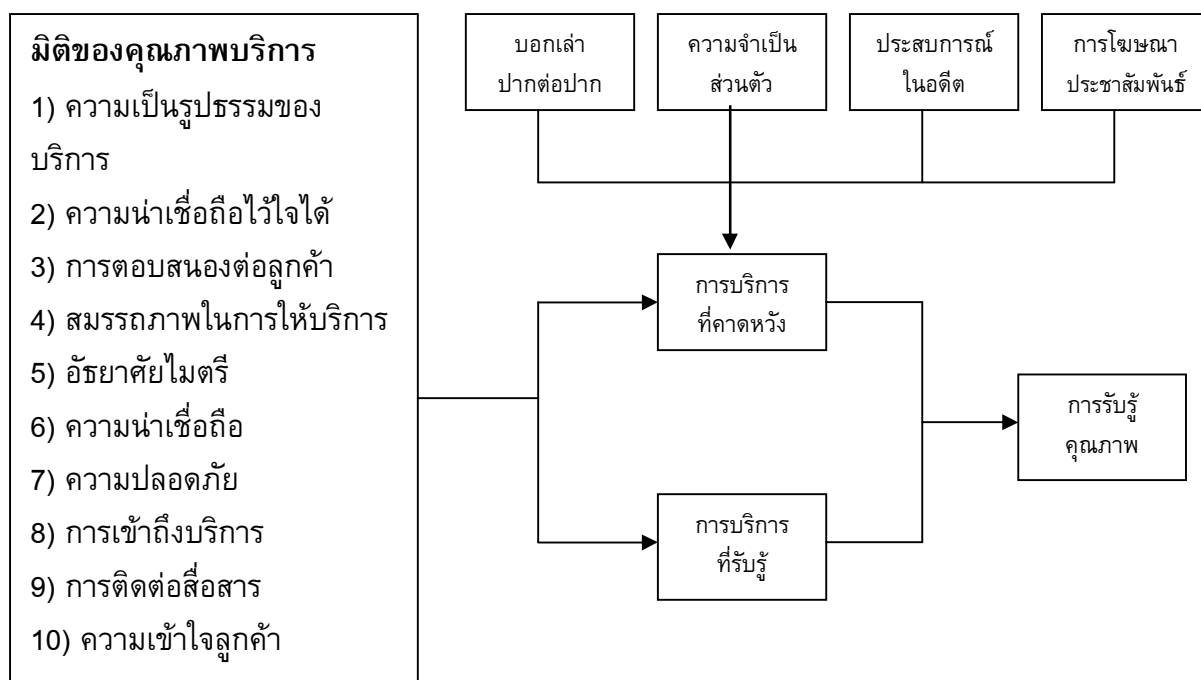 มิติของคุณภาพบริการ
1) ความเป็นรูปธรรมของ
บริการ
2) ความน่าเชื่อถือไว้ใจได้
3) การตอบสนองต่อลูกค้า
4) สมรรถภาพในการให้บริการ
5) อัธยาศัยไมตรี
6) ความน่าเชื่อถือ
7) ความปลอดภัย
8) การเข้าถึงบริการ
9) การติดต่อสื่อสาร
10) ความเข้าใจลูกค้า
บอกเล่า
ปากต่อปาก
ความจำเป็น
ส่วนตัว
ประสบการณ์
ในอดีต
การโฆษณา
ประชาสัมพันธ์
การบริการ
ที่คาดหวัง
การบริการ
ที่รับรู้
การรับรู้
คุณภาพ